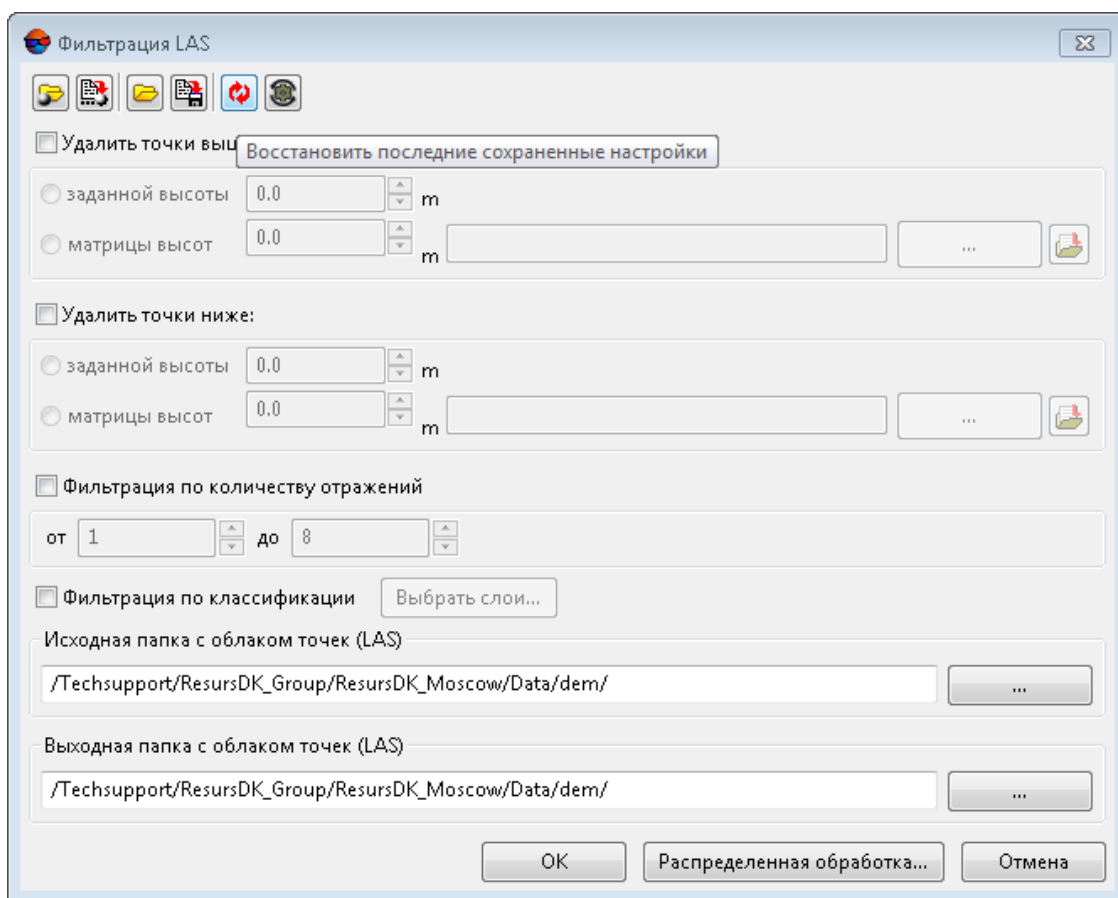 Фильтрация LAS
Удалить точки
Восстановить последние сохраненные настройки
заданной высоты 0.0 m
матрицы высот 0.0 m ...
Удалить точки ниже:
заданной высоты 0.0 m
матрицы высот 0.0 m ...
Фильтрация по количеству отражений
от 1 до 8
Фильтрация по классификации Выбрать слои...
Исходная папка с облаком точек (LAS)
/Techsupport/ResursDK_Group/ResursDK_Moscow/Data/dem/ ...
Выходная папка с облаком точек (LAS)
/Techsupport/ResursDK_Group/ResursDK_Moscow/Data/dem/ ...
OK Распределенная обработка... Отмена